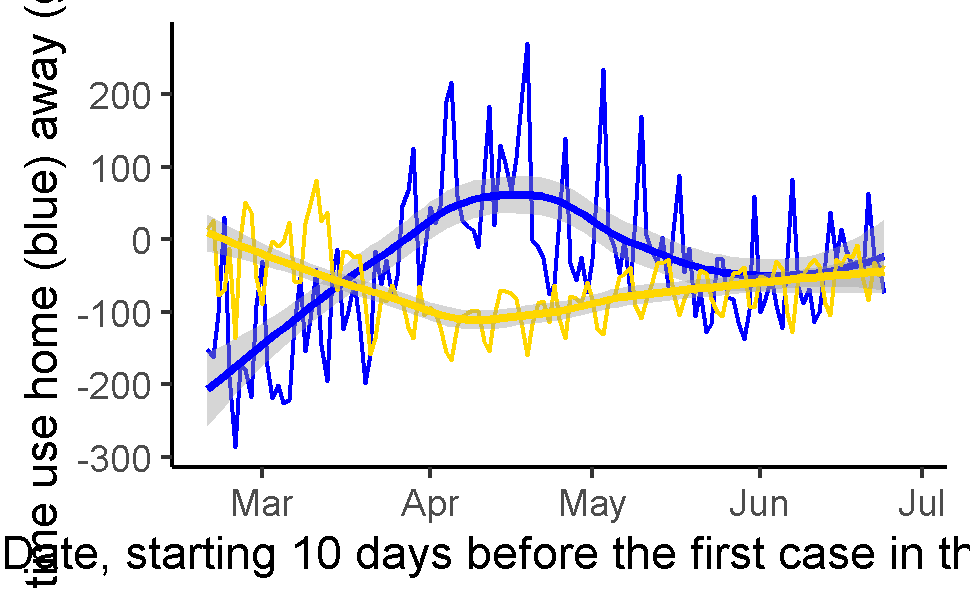 time use home (blue) away (
200
100
0
-100
-200
-300
Mar Apr May Jun Jul
Date, starting 10 days before the first case in th